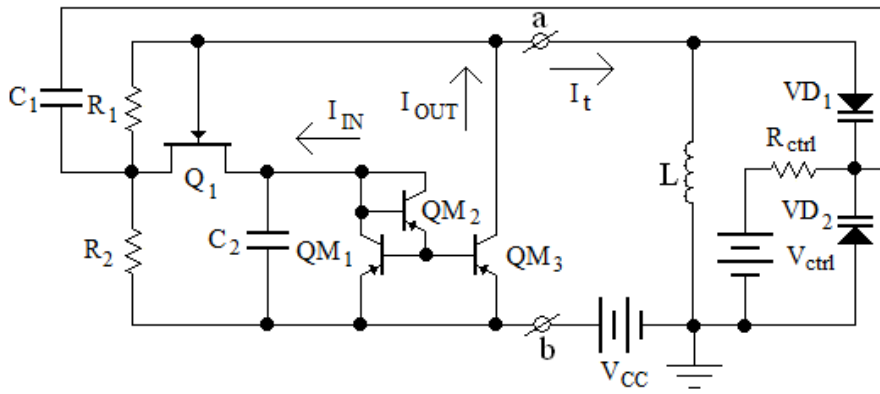 a
C1
R1
IIN
IOUT
It
VD1
Rctrl
Q1
L
QM2
VD2
R2
C2
QM1
QM3
Vctrl
b
VCC